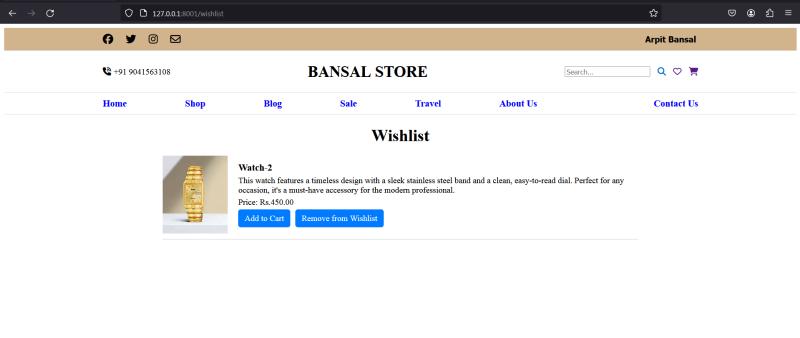 127.0.0.1:8001/wishlist
Arpit Bansal
+91 9041563108
BANSAL STORE
Search...
Home Shop Blog Sale Travel About Us Contact Us
Wishlist
Watch-2
This watch features a timeless design with a sleek stainless steel band and a clean, easy-to-read dial. Perfect for any
occasion, it's a must-have accessory for the modern professional.
Price: Rs.450.00
Add to Cart Remove from Wishlist